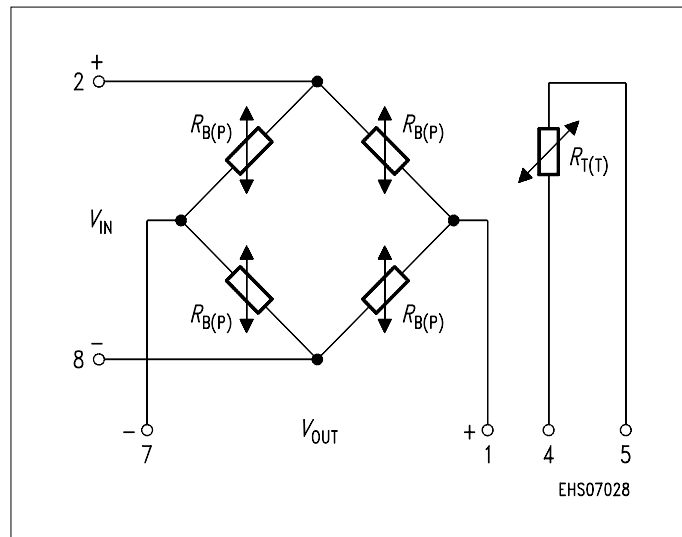 +
2
R_B(P) R_B(P)
R_T(T)
V_IN
R_B(P) R_B(P)
8 −
V_OUT
− +
7 1 4 5
EHS07028